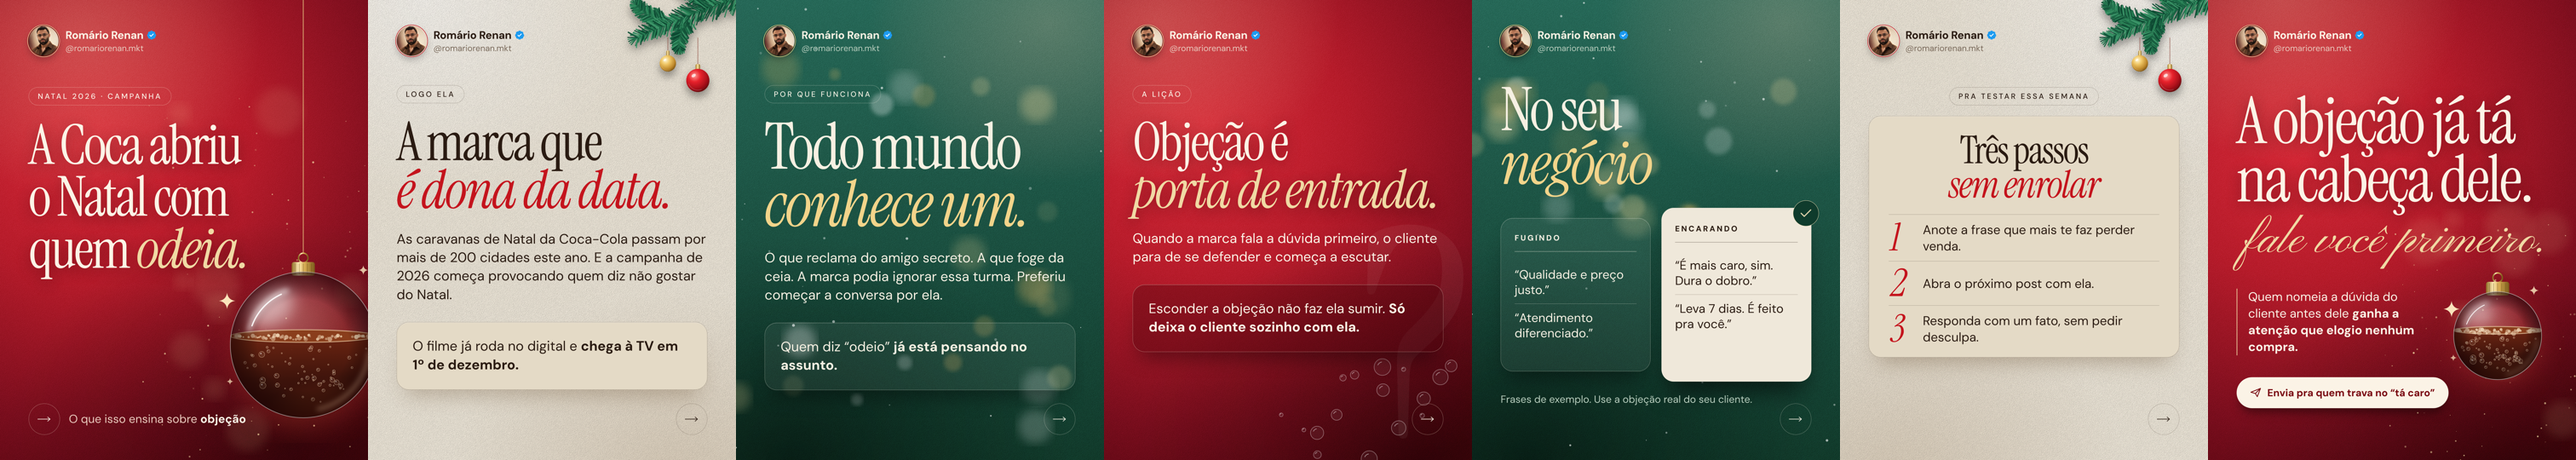 Romário Renan
@romariorenan.mkt
NATAL 2026 · CAMPANHA
A Coca abriu
o Natal com
quem odeia.
→ O que isso ensina sobre objeção
Romário Renan
@romariorenan.mkt
LOGO ELA
A marca que
é dona da data.
As caravanas de Natal da Coca-Cola passam por
mais de 200 cidades este ano. E a campanha de
2026 começa provocando quem diz não gostar
do Natal.
O filme já roda no digital e chega à TV em
1º de dezembro.
→
Romário Renan
@romariorenan.mkt
POR QUE FUNCIONA
Todo mundo
conhece um.
O que reclama do amigo secreto. A que foge da
ceia. A marca podia ignorar essa turma. Preferiu
começar a conversa por ela.
Quem diz “odeio” já está pensando no
assunto.
→
Romário Renan
@romariorenan.mkt
A LIÇÃO
Objeção é
porta de entrada.
Quando a marca fala a dúvida primeiro, o cliente
para de se defender e começa a escutar.
Esconder a objeção não faz ela sumir. Só
deixa o cliente sozinho com ela.
?
→
Romário Renan
@romariorenan.mkt
No seu
negócio
FUGINDO
“Qualidade e preço
justo.”
“Atendimento
diferenciado.”
ENCARANDO
“É mais caro, sim.
Dura o dobro.”
“Leva 7 dias. É feito
pra você.”
Frases de exemplo. Use a objeção real do seu cliente.
→
Romário Renan
@romariorenan.mkt
PRA TESTAR ESSA SEMANA
Três passos
sem enrolar
1 Anote a frase que mais te faz perder
venda.
2 Abra o próximo post com ela.
3 Responda com um fato, sem pedir
desculpa.
→
Romário Renan
@romariorenan.mkt
A objeção já tá
na cabeça dele.
fale você primeiro.
Quem nomeia a dúvida do
cliente antes dele ganha a
atenção que elogio nenhum
compra.
Envia pra quem trava no “tá caro”